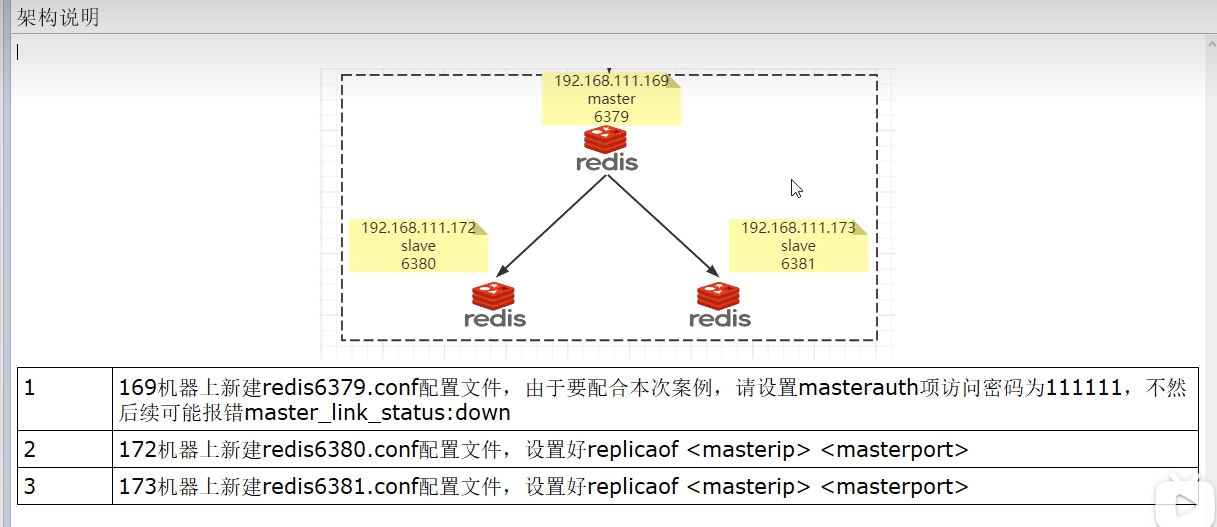 架构说明
192.168.111.169
master
6379
redis
192.168.111.172
slave
6380
redis
192.168.111.173
slave
6381
redis
1
169机器上新建redis6379.conf配置文件，由于要配合本次案例，请设置masterauth项访问密码为111111，不然
后续可能报错master_link_status:down
2
172机器上新建redis6380.conf配置文件，设置好replicaof <masterip> <masterport>
3
173机器上新建redis6381.conf配置文件，设置好replicaof <masterip> <masterport>